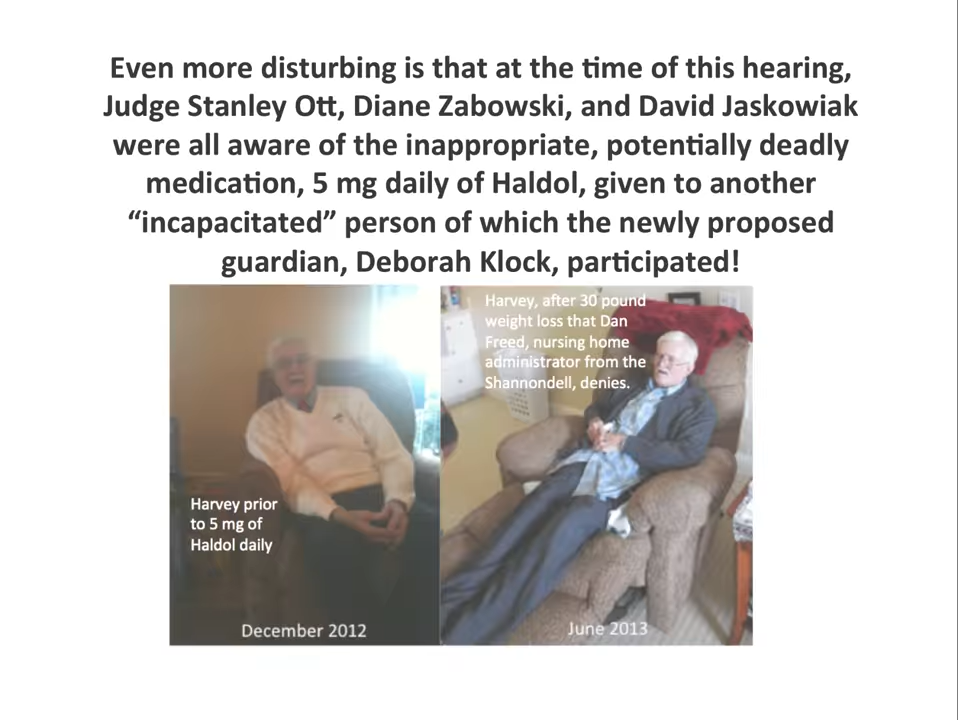 Even more disturbing is that at the time of this hearing,
Judge Stanley Ott, Diane Zabowski, and David Jaskowiak
were all aware of the inappropriate, potentially deadly
medication, 5 mg daily of Haldol, given to another
“incapacitated” person of which the newly proposed
guardian, Deborah Klock, participated!
Harvey prior
to 5 mg of
Haldol daily
December 2012
Harvey, after 30 pound
weight loss that Dan
Freed, nursing home
administrator from the
Shannondell, denies.
June 2013